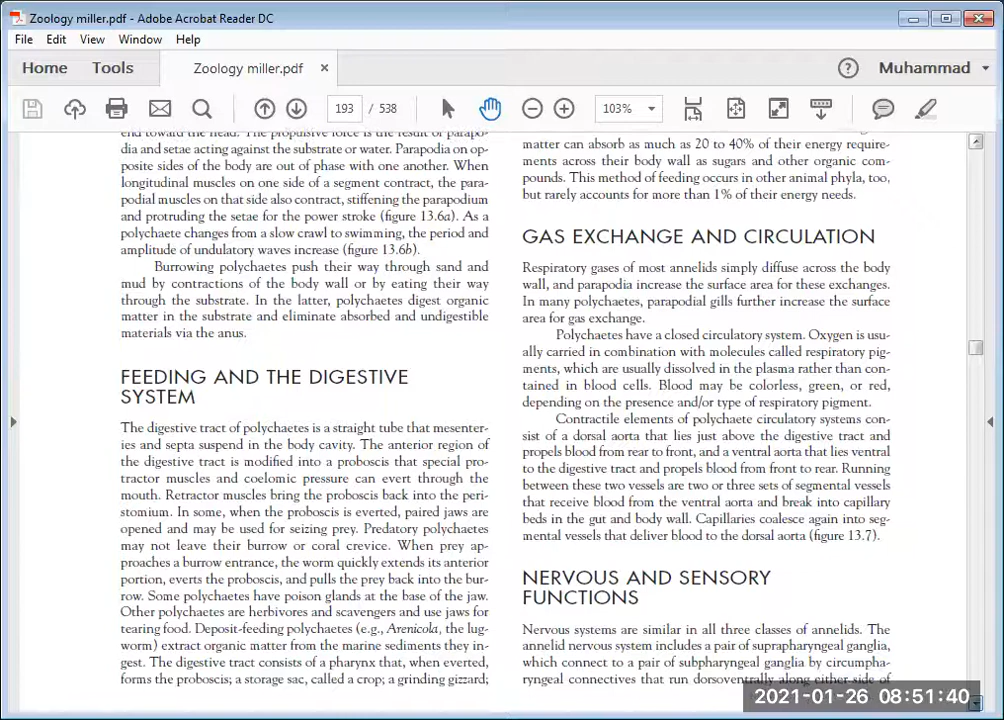 Zoology miller.pdf - Adobe Acrobat Reader DC
File Edit View Window Help
Home Tools Zoology miller.pdf × ? Muhammad
193 / 538 103%
end toward the head. The propulsive force is the result of parapo-
dia and setae acting against the substrate or water. Parapodia on op-
posite sides of the body are out of phase with one another. When
longitudinal muscles on one side of a segment contract, the para-
podial muscles on that side also contract, stiffening the parapodium
and protruding the setae for the power stroke (figure 13.6a). As a
polychaete changes from a slow crawl to swimming, the period and
amplitude of undulatory waves increase (figure 13.6b).
Burrowing polychaetes push their way through sand and
mud by contractions of the body wall or by eating their way
through the substrate. In the latter, polychaetes digest organic
matter in the substrate and eliminate absorbed and undigestible
materials via the anus.
FEEDING AND THE DIGESTIVE
SYSTEM
The digestive tract of polychaetes is a straight tube that mesenter-
ies and septa suspend in the body cavity. The anterior region of
the digestive tract is modified into a proboscis that special pro-
tractor muscles and coelomic pressure can evert through the
mouth. Retractor muscles bring the proboscis back into the peri-
stomium. In some, when the proboscis is everted, paired jaws are
opened and may be used for seizing prey. Predatory polychaetes
may not leave their burrow or coral crevice. When prey ap-
proaches a burrow entrance, the worm quickly extends its anterior
portion, everts the proboscis, and pulls the prey back into the bur-
row. Some polychaetes have poison glands at the base of the jaw.
Other polychaetes are herbivores and scavengers and use jaws for
tearing food. Deposit-feeding polychaetes (e.g., Arenicola, the lug-
worm) extract organic matter from the marine sediments they in-
gest. The digestive tract consists of a pharynx that, when everted,
forms the proboscis; a storage sac, called a crop; a grinding gizzard;
matter can absorb as much as 20 to 40% of their energy require-
ments across their body wall as sugars and other organic com-
pounds. This method of feeding occurs in other animal phyla, too,
but rarely accounts for more than 1% of their energy needs.
GAS EXCHANGE AND CIRCULATION
Respiratory gases of most annelids simply diffuse across the body
wall, and parapodia increase the surface area for these exchanges.
In many polychaetes, parapodial gills further increase the surface
area for gas exchange.
Polychaetes have a closed circulatory system. Oxygen is usu-
ally carried in combination with molecules called respiratory pig-
ments, which are usually dissolved in the plasma rather than con-
tained in blood cells. Blood may be colorless, green, or red,
depending on the presence and/or type of respiratory pigment.
Contractile elements of polychaete circulatory systems con-
sist of a dorsal aorta that lies just above the digestive tract and
propels blood from rear to front, and a ventral aorta that lies ventral
to the digestive tract and propels blood from front to rear. Running
between these two vessels are two or three sets of segmental vessels
that receive blood from the ventral aorta and break into capillary
beds in the gut and body wall. Capillaries coalesce again into seg-
mental vessels that deliver blood to the dorsal aorta (figure 13.7).
NERVOUS AND SENSORY
FUNCTIONS
Nervous systems are similar in all three classes of annelids. The
annelid nervous system includes a pair of suprapharyngeal ganglia,
which connect to a pair of subpharyngeal ganglia by circumpha-
ryngeal connectives that run dorsoventrally along either side of
2021-01-26 08:51:40